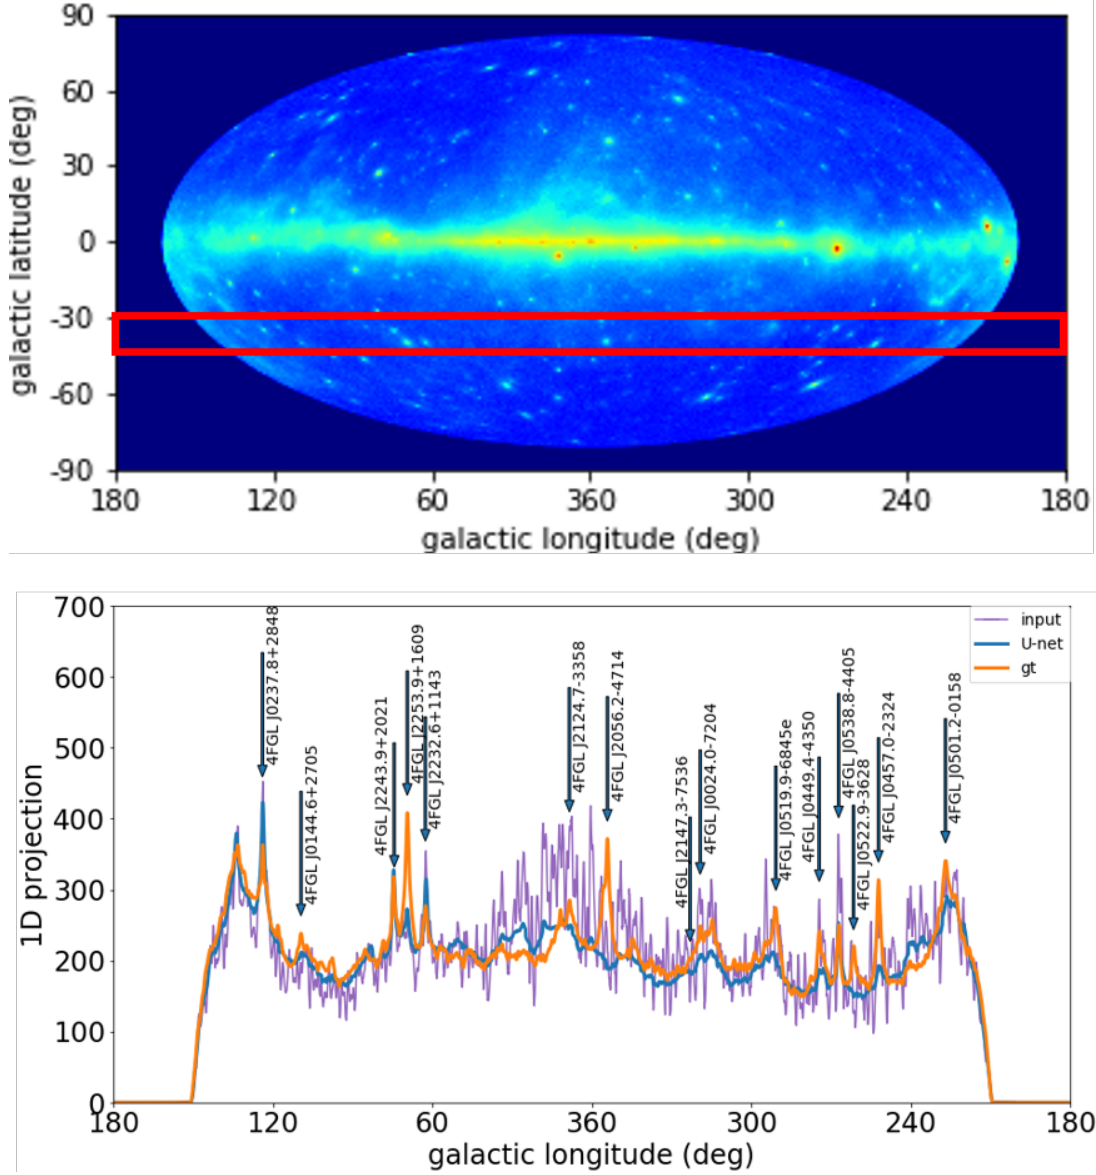 90
60
30
0
-30
-60
-90
galactic latitude (deg)
180
120
60
360
300
240
180
galactic longitude (deg)
700
600
500
400
300
200
100
0
1D projection
input
U-net
gt
4FGL J0237.8+2848
4FGL J0144.6+2705
4FGL J2243.9+2021
4FGL J2253.9+1609
4FGL J2232.6+1143
4FGL J2124.7-3358
4FGL J2056.2-4714
4FGL J2147.3-7536
4FGL J0024.0-7204
4FGL J0519.9-6845e
4FGL J0449.4-4350
4FGL J0538.8-4405
4FGL J0522.9-3628
4FGL J0457.0-2324
4FGL J0501.2-0158
180
120
60
360
300
240
180
galactic longitude (deg)